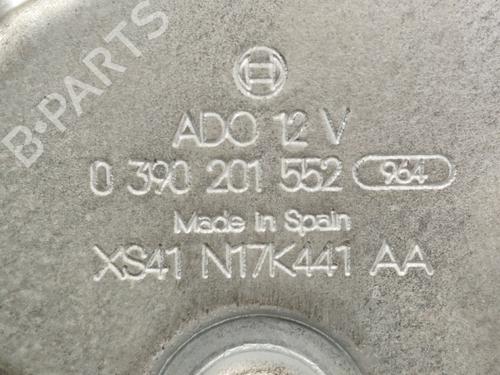 B-PARTS
ADO 12 V
0 390 201 552 964
Made in Spain
XS41 N17K441 AA